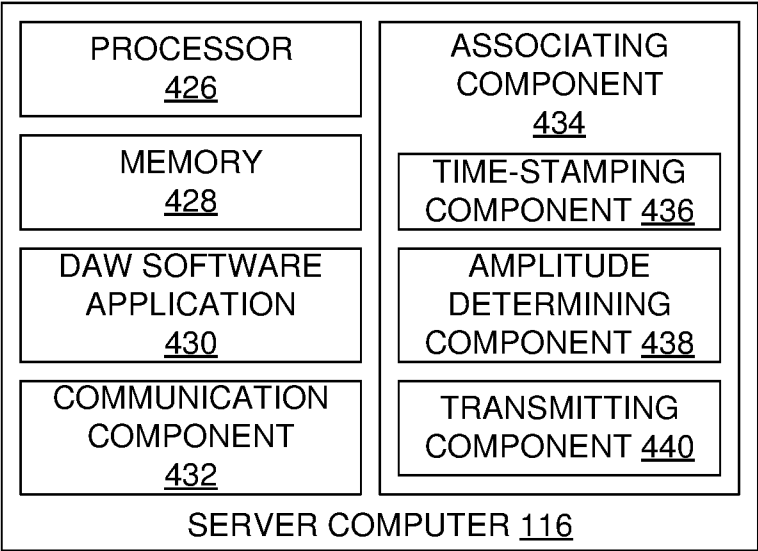 PROCESSOR
426
MEMORY
428
DAW SOFTWARE
APPLICATION
430
COMMUNICATION
COMPONENT
432
ASSOCIATING
COMPONENT
434
TIME-STAMPING
COMPONENT 436
AMPLITUDE
DETERMINING
COMPONENT 438
TRANSMITTING
COMPONENT 440
SERVER COMPUTER 116